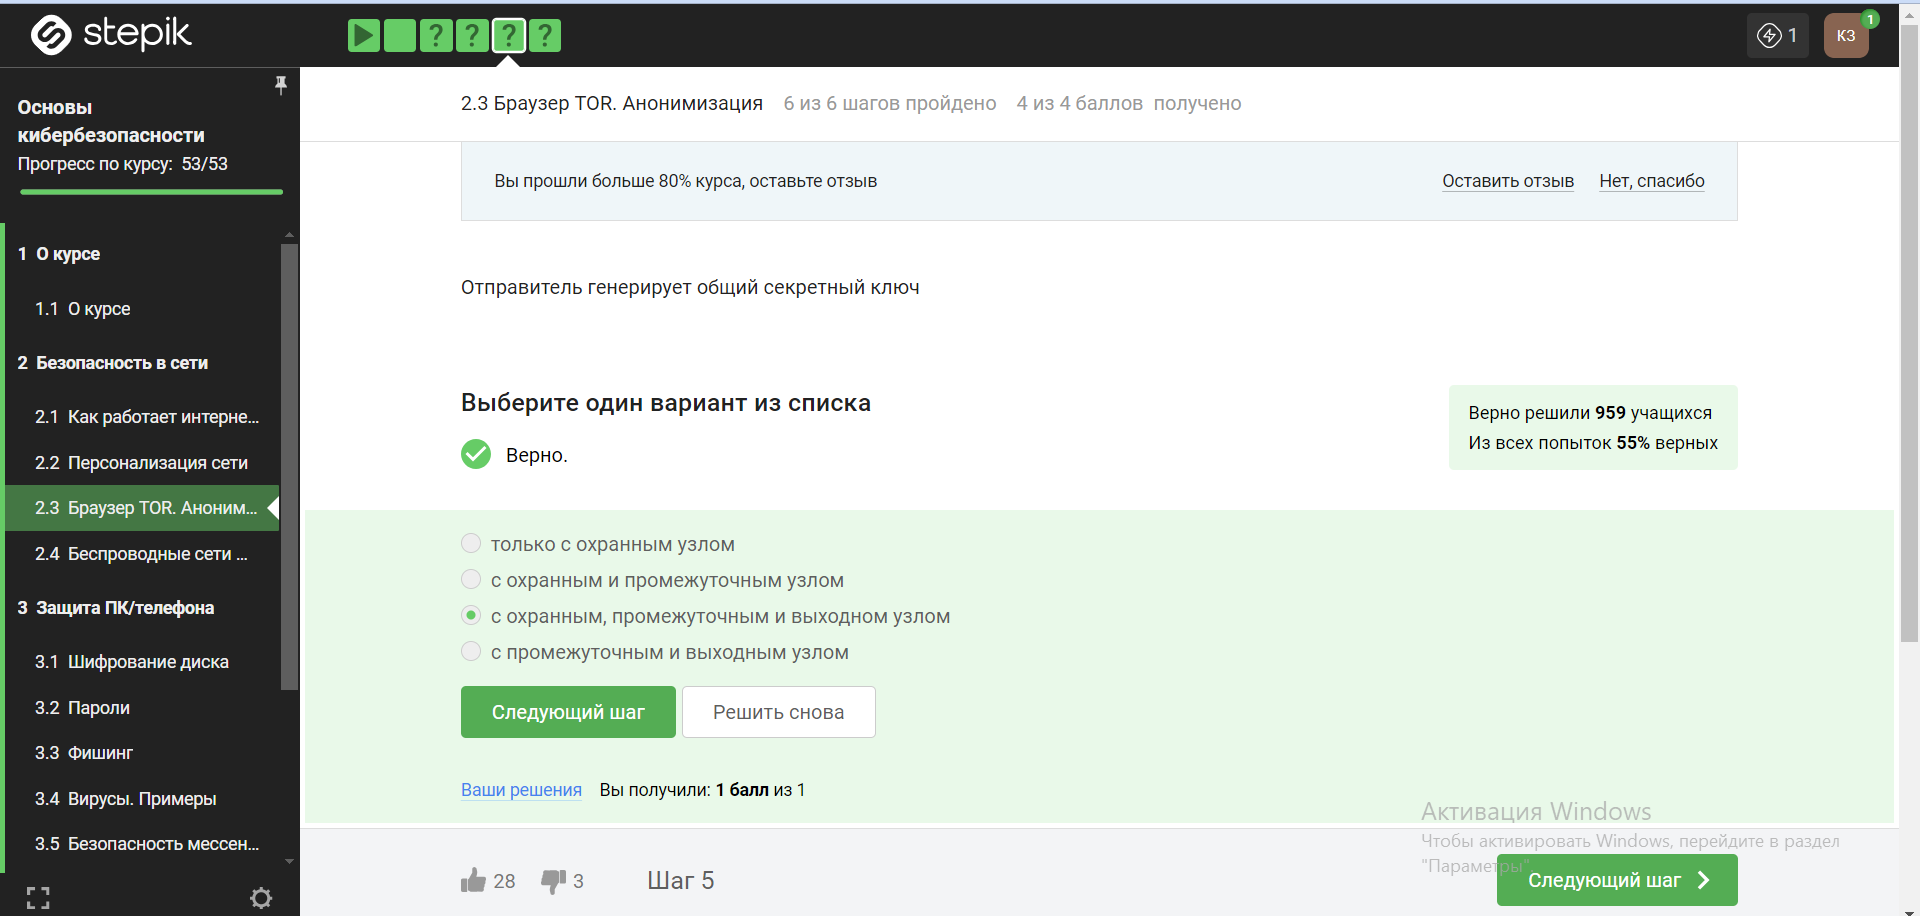 stepik
?
?
?
?
1
КЗ
1
Основы
кибербезопасности
Прогресс по курсу: 53/53
1 О курсе
1.1 О курсе
2 Безопасность в сети
2.1 Как работает интерне...
2.2 Персонализация сети
2.3 Браузер TOR. Аноним...
2.4 Беспроводные сети ...
3 Защита ПК/телефона
3.1 Шифрование диска
3.2 Пароли
3.3 Фишинг
3.4 Вирусы. Примеры
3.5 Безопасность мессен...
2.3 Браузер TOR. Анонимизация 6 из 6 шагов пройдено 4 из 4 баллов получено
Вы прошли больше 80% курса, оставьте отзыв Оставить отзыв Нет, спасибо
Отправитель генерирует общий секретный ключ
Выберите один вариант из списка
Верно.
Верно решили 959 учащихся
Из всех попыток 55% верных
только с охранным узлом
с охранным и промежуточным узлом
с охранным, промежуточным и выходном узлом
с промежуточным и выходным узлом
Следующий шаг Решить снова
Ваши решения Вы получили: 1 балл из 1
Активация Windows
Чтобы активировать Windows, перейдите в раздел
"Параметры"
28 3 Шаг 5
Следующий шаг